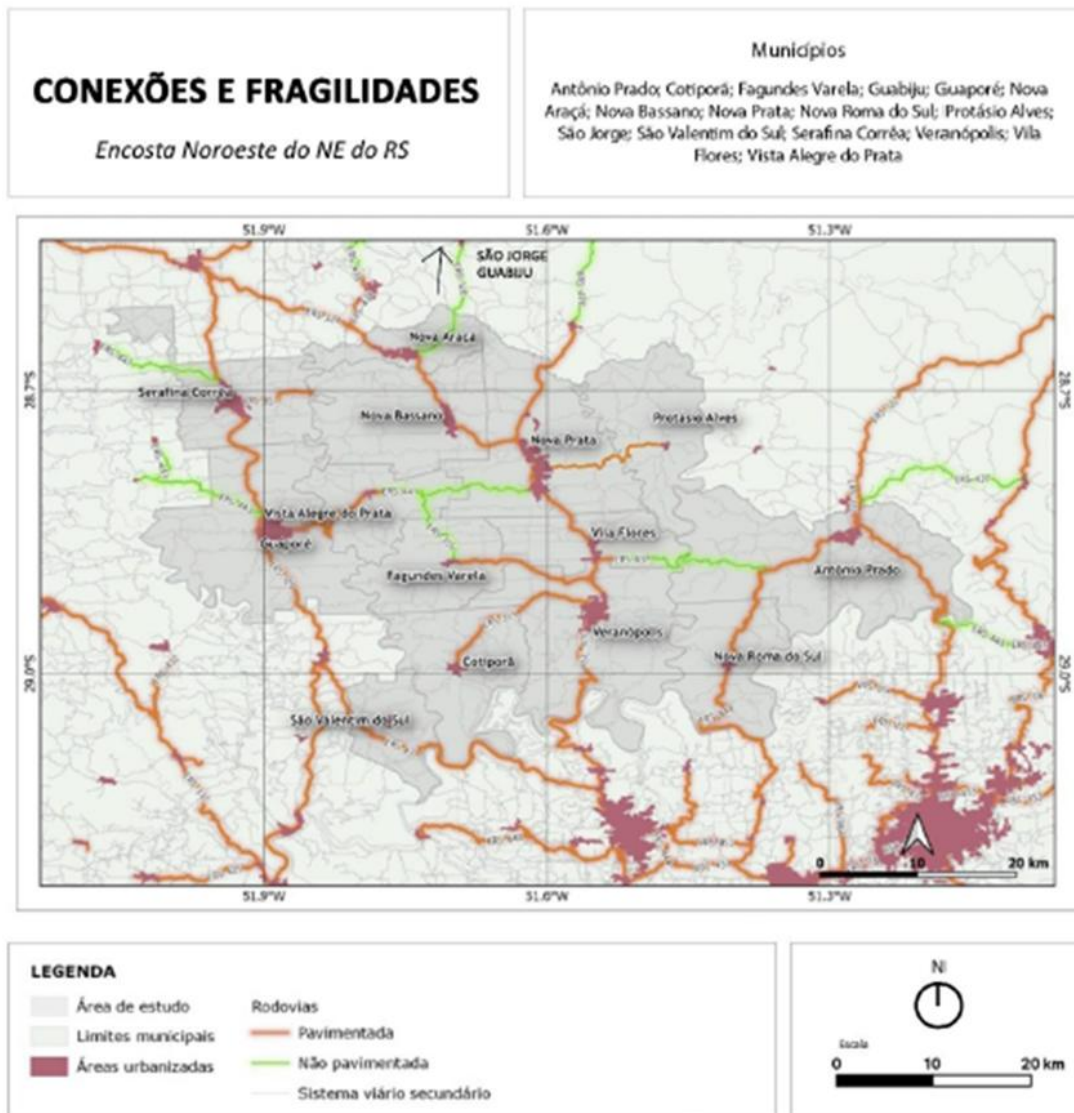 CONEXÕES E FRAGILIDADES
Encosta Noroeste do NE do RS
Municípios
Antônio Prado; Cotiporã; Fagundes Varela; Guabiju; Guaporé; Nova
Araçá; Nova Bassano; Nova Prata; Nova Roma do Sul; Protásio Alves;
São Jorge; São Valentim do Sul; Serafina Corrêa; Veranópolis; Vila
Flores; Vista Alegre do Prata
51.9°W
51.6°W
51.3°W
SÃO JORGE
GUABIJU
Nova Araçá
28.7°S
28.7°S
Serafina Corrêa
Nova Bassano
Protásio Alves
Nova Prata
Vista Alegre do Prata
Guaporé
Vila Flores
Fagundes Varela
Antônio Prado
Veranópolis
Cotiporã
Nova Roma do Sul
29.0°S
29.0°S
São Valentim do Sul
0 10 20 km
51.9°W
51.6°W
51.3°W
LEGENDA
Área de estudo
Limites municipais
Áreas urbanizadas
Rodovias
Pavimentada
Não pavimentada
Sistema viário secundário
N
Escala
0 10 20 km